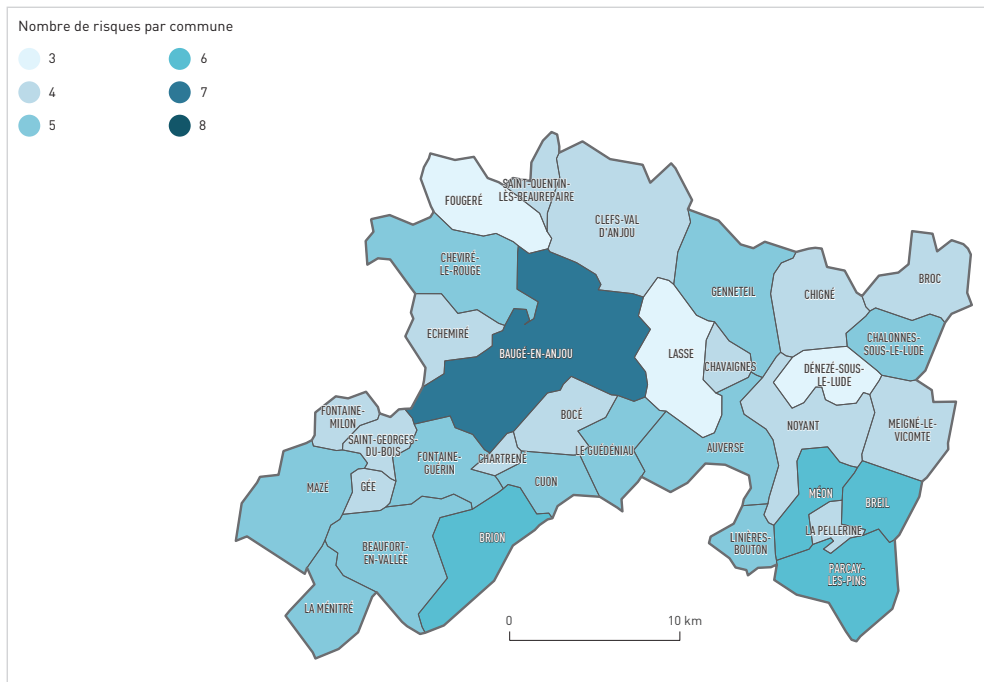 Nombre de risques par commune
3
6
4
7
5
8
SAINT-QUENTIN-
LÈS-BEAUREPAIRE
FOUGERÉ
CLEFS-VAL
D'ANJOU
CHEVIRÉ-
LE-ROUGE
BROC
GENNETEIL
CHIGNÉ
ECHEMIRÉ
CHALONNES-
SOUS-LE-LUDE
BAUGÉ-EN-ANJOU
LASSE
CHAVAIGNES
DÉNEZÉ-SOUS-
LE-LUDE
FONTAINE-
MILON
BOCÉ
NOYANT
MEIGNÉ-LE-
VICOMTE
SAINT-GEORGES-
DU-BOIS
LE GUÉDENIAU
AUVERSE
FONTAINE-
GUÉRIN
CHARTRENÉ
MAZÉ
GÉE
CUON
MÉON
BREIL
LA PELLERINE
BRION
LINIÈRES-
BOUTON
BEAUFORT-
EN-VALLÉE
PARCAY-
LES-PINS
LA MÉNITRÉ
0
10 km